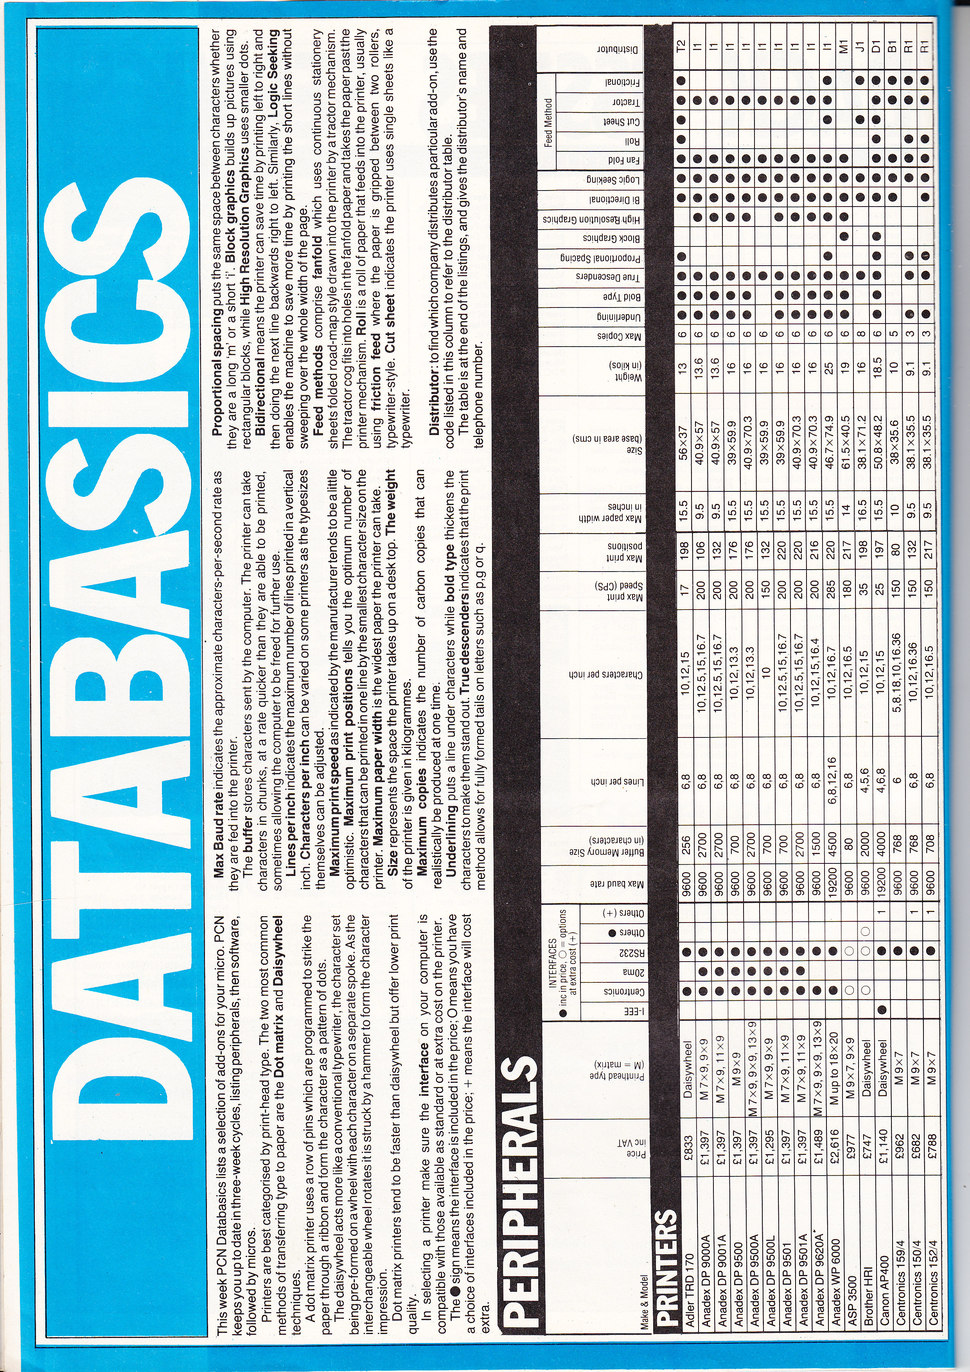 DATABASICS
This week PCN Databasics lists a selection of add-ons for your micro. PCN
keeps you up to date in three-week cycles, listing peripherals, then software,
followed by micros.
Printers are best categorised by print-head type. The two most common
methods of transferring type to paper are the Dot matrix and Daisywheel
techniques.
A dot matrix printer uses a row of pins which are programmed to strike the
paper through a ribbon and form the character as a pattern of dots.
The daisywheel acts more like a conventional typewriter, the character set
being pre-formed on a wheel with each character on a separate spoke. As the
interchangeable wheel rotates it is struck by a hammer to form the character
impression.
Dot matrix printers tend to be faster than daisywheel but offer lower print
quality.
In selecting a printer make sure the interface on your computer is
compatible with those available as standard or at extra cost on the printer.
The ● sign means the interface is included in the price; O means you have
a choice of interfaces included in the price; + means the interface will cost
extra.
Max Baud rate indicates the approximate characters-per-second rate as
they are fed into the printer.
The buffer stores characters sent by the computer. The printer can take
characters in chunks, at a rate quicker than they are able to be printed,
sometimes allowing the computer to be freed for further use.
Lines per inch indicates the maximum number of lines printed in a vertical
inch. Characters per inch can be varied on some printers as the typesizes
themselves can be adjusted.
Maximum print speed as indicated by the manufacturer tends to be a little
optimistic. Maximum print positions tells you the optimum number of
characters that can be printed in one line by the smallest character size on the
printer. Maximum paper width is the widest paper the printer can take.
Size represents the space the printer takes up on a desk top. The weight
of the printer is given in kilogrammes.
Maximum copies indicates the number of carbon copies that can
realistically be produced at one time.
Underlining puts a line under characters while bold type thickens the
characters to make them stand out. True descenders indicates that the print
method allows for fully formed tails on letters such as p,g or q.
Proportional spacing puts the same space between characters whether
they are a long 'm' or a short 'i'. Block graphics builds up pictures using
rectangular blocks, while High Resolution Graphics uses smaller dots.
Bidirectional means the printer can save time by printing left to right and
then doing the next line backwards right to left. Similarly, Logic Seeking
enables the machine to save more time by printing the short lines without
sweeping over the whole width of the page.
Feed methods comprise fanfold which uses continuous stationery
sheets folded road-map style drawn into the printer by a tractor mechanism.
The tractor cog fits into holes in the fanfold paper and takes the paper past the
printer mechanism. Roll is a roll of paper that feeds into the printer, usually
using friction feed where the paper is gripped between two rollers,
typewriter-style. Cut sheet indicates the printer uses single sheets like a
typewriter.
Distributor: to find which company distributes a particular add-on, use the
code listed in this column to refer to the distributor table.
The table is at the end of the listings, and gives the distributor's name and
telephone number.
PERIPHERALS
Make & Model
Price
inc VAT
Printhead type
(M = matrix)
INTERFACES
● inc in price, ○ = options
at extra cost (+)
I-EEE
Centronics
20ma
RS232
Others ●
Others (+)
Max baud rate
Buffer Memory Size
(in characters)
Lines per inch
Characters per inch
Max print
Speed (CPS)
Max print
positions
Max paper width
in inches
Size
(base area in cms)
Weight
(in kilos)
Max Copies
Underlining
Bold Type
True Descenders
Proportional Spacing
Block Graphics
High Resolution Graphics
Bi Directional
Logic Seeking
Feed Method
Fan Fold
Roll
Cut Sheet
Tractor
Frictional
Distributor
PRINTERS
Adler TRD 170 £833 Daisywheel 9600 256 6,8 10,12,15 17 198 15.5 56×37 13 6 T2
Anadex DP 9000A £1,397 M 7×9, 9×9 9600 2700 6,8 10,12.5,15,16.7 200 106 9.5 40.9×57 13.6 6 I1
Anadex DP 9001A £1,397 M 7×9, 11×9 9600 2700 6,8 10,12.5,15,16.7 200 132 9.5 40.9×57 13.6 6 I1
Anadex DP 9500 £1,397 M 9×9 9600 700 6,8 10,12,13.3 200 176 15.5 39×59.9 16 6 I1
Anadex DP 9500A £1,397 M 7×9, 9×9, 13×9 9600 2700 6,8 10,12,13.3 200 176 15.5 40.9×70.3 16 6 I1
Anadex DP 9500L £1,295 M 7×9, 9×9 9600 700 6,8 10 150 132 15.5 39×59.9 16 6 I1
Anadex DP 9501 £1,397 M 7×9, 11×9 9600 700 6,8 10,12.5,15,16.7 200 220 15.5 39×59.9 16 6 I1
Anadex DP 9501A £1,397 M 7×9, 11×9 9600 2700 6,8 10,12.5,15,16.7 200 220 15.5 40.9×70.3 16 6 I1
Anadex DP 9620A* £1,489 M 7×9, 9×9, 13×9 9600 1500 6,8 10,12,15,16.4 200 216 15.5 40.9×70.3 16 6 I1
Anadex WP 6000 £2,616 M up to 18×20 19200 4500 6,8,12,16 10,12,16.7 285 220 15.5 46.7×74.9 25 6 I1
ASP 3500 £977 M 9×7, 9×9 9600 80 6,8 10,12,16.5 180 217 14 61.5×40.5 19 6 M1
Brother HRI £747 Daisywheel 9600 2000 4,5,6 10,12,15 35 198 16.5 38.1×71.2 16 8 J1
Canon AP400 £1,140 Daisywheel 1 19200 4000 4,6,8 10,12,15 25 197 15.5 50.8×48.2 18.5 6 D1
Centronics 159/4 £962 M 9×7 1 9600 768 6 5,8.18,10,16.36 150 80 10 38×35.6 10 5 B1
Centronics 150/4 £682 M 9×7 1 9600 768 6,8 10,12,16.36 150 132 9.5 38.1×35.5 9.1 3 R1
Centronics 152/4 £788 M 9×7 1 9600 708 6,8 10,12,16.5 150 217 9.5 38.1×35.5 9.1 3 R1